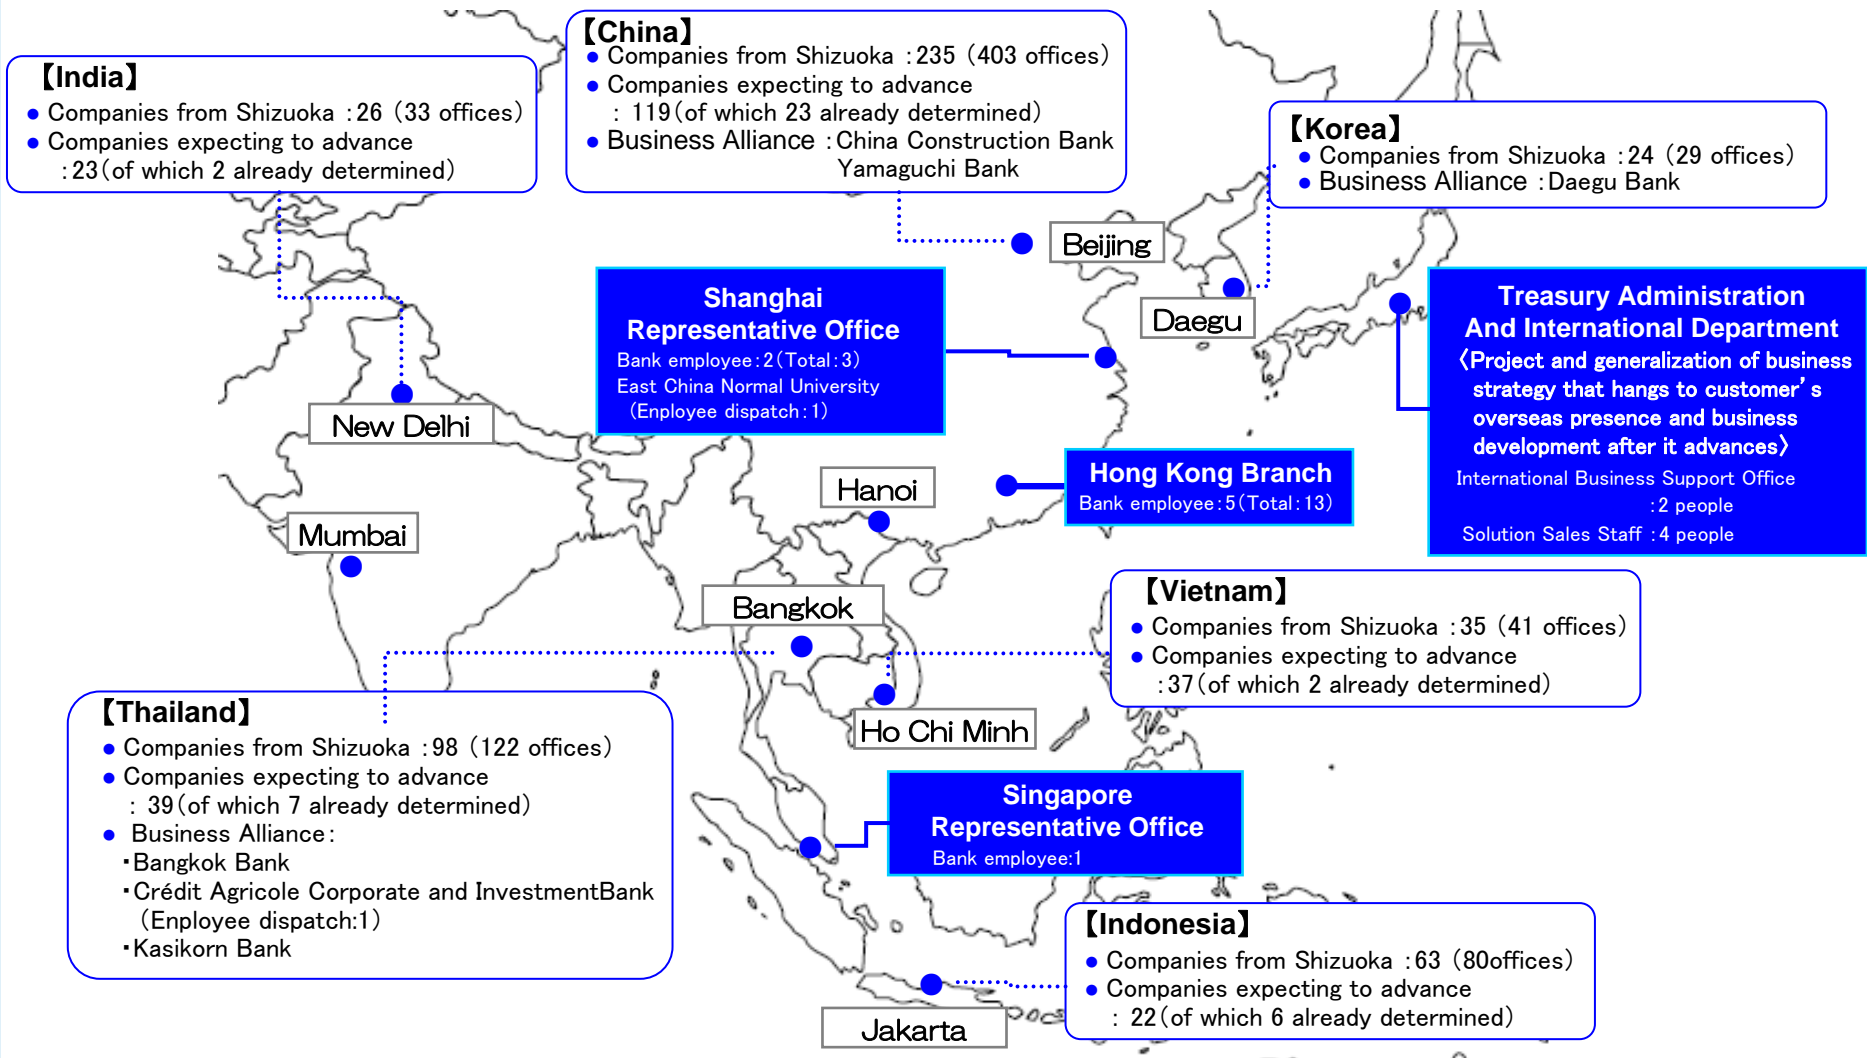 【India】
● Companies from Shizuoka :26 (33 offices)
● Companies expecting to advance
:23(of which 2 already determined)
【China】
● Companies from Shizuoka :235 (403 offices)
● Companies expecting to advance
: 119(of which 23 already determined)
● Business Alliance :China Construction Bank
Yamaguchi Bank
【Korea】
● Companies from Shizuoka :24 (29 offices)
● Business Alliance :Daegu Bank
Beijing
Daegu
Shanghai
Representative Office
Bank employee:2(Total:3)
East China Normal University
(Enployee dispatch:1)
Treasury Administration
And International Department
〈Project and generalization of business
strategy that hangs to customer's
overseas presence and business
development after it advances〉
International Business Support Office
:2 people
Solution Sales Staff :4 people
New Delhi
Hong Kong Branch
Bank employee:5(Total:13)
Hanoi
Mumbai
Bangkok
【Vietnam】
● Companies from Shizuoka :35 (41 offices)
● Companies expecting to advance
:37(of which 2 already determined)
【Thailand】
● Companies from Shizuoka :98 (122 offices)
● Companies expecting to advance
: 39(of which 7 already determined)
● Business Alliance:
・Bangkok Bank
・Crédit Agricole Corporate and InvestmentBank
(Enployee dispatch:1)
・Kasikorn Bank
Ho Chi Minh
Singapore
Representative Office
Bank employee:1
【Indonesia】
● Companies from Shizuoka :63 (80offices)
● Companies expecting to advance
: 22(of which 6 already determined)
Jakarta